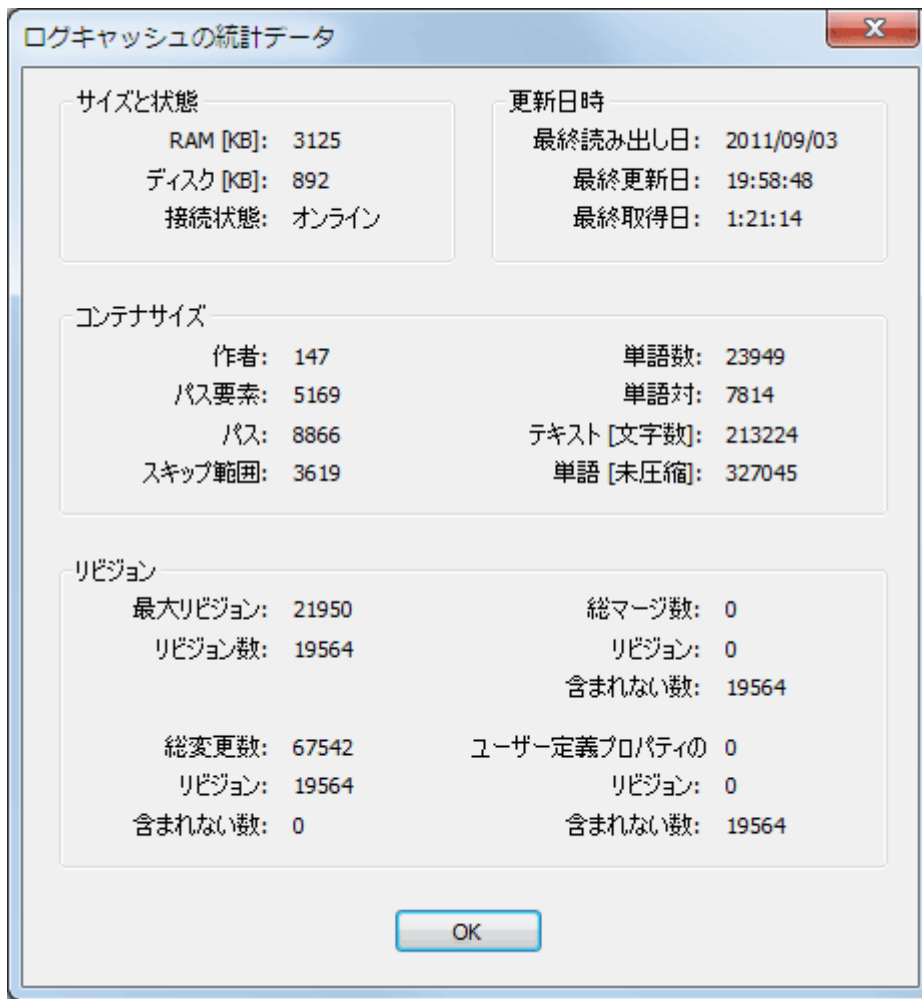 ログキャッシュの統計データ
サイズと状態
RAM [KB]: 3125
ディスク [KB]: 892
接続状態: オンライン
更新日時
最終読み出し日: 2011/09/03
最終更新日: 19:58:48
最終取得日: 1:21:14
コンテナサイズ
作者: 147
パス要素: 5169
パス: 8866
スキップ範囲: 3619
単語数: 23949
単語対: 7814
テキスト [文字数]: 213224
単語 [未圧縮]: 327045
リビジョン
最大リビジョン: 21950
リビジョン数: 19564
総マージ数: 0
リビジョン: 0
含まれない数: 19564
総変更数: 67542
リビジョン: 19564
含まれない数: 0
ユーザー定義プロパティの 0
リビジョン: 0
含まれない数: 19564
OK